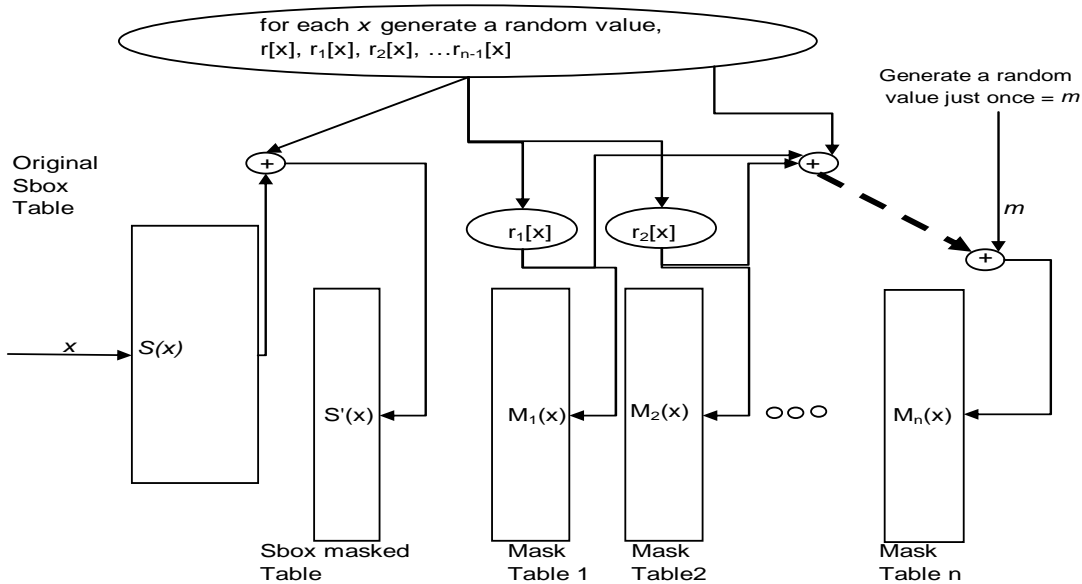 for each x generate a random value,
r[x], r₁[x], r₂[x], …rₙ₋₁[x]
Generate a random
value just once = m
Original
Sbox
Table
+
+
r₁[x]
r₂[x]
m
+
x
S(x)
S'(x)
M₁(x)
M₂(x)
Mₙ(x)
Sbox masked
Table
Mask
Table 1
Mask
Table2
Mask
Table n